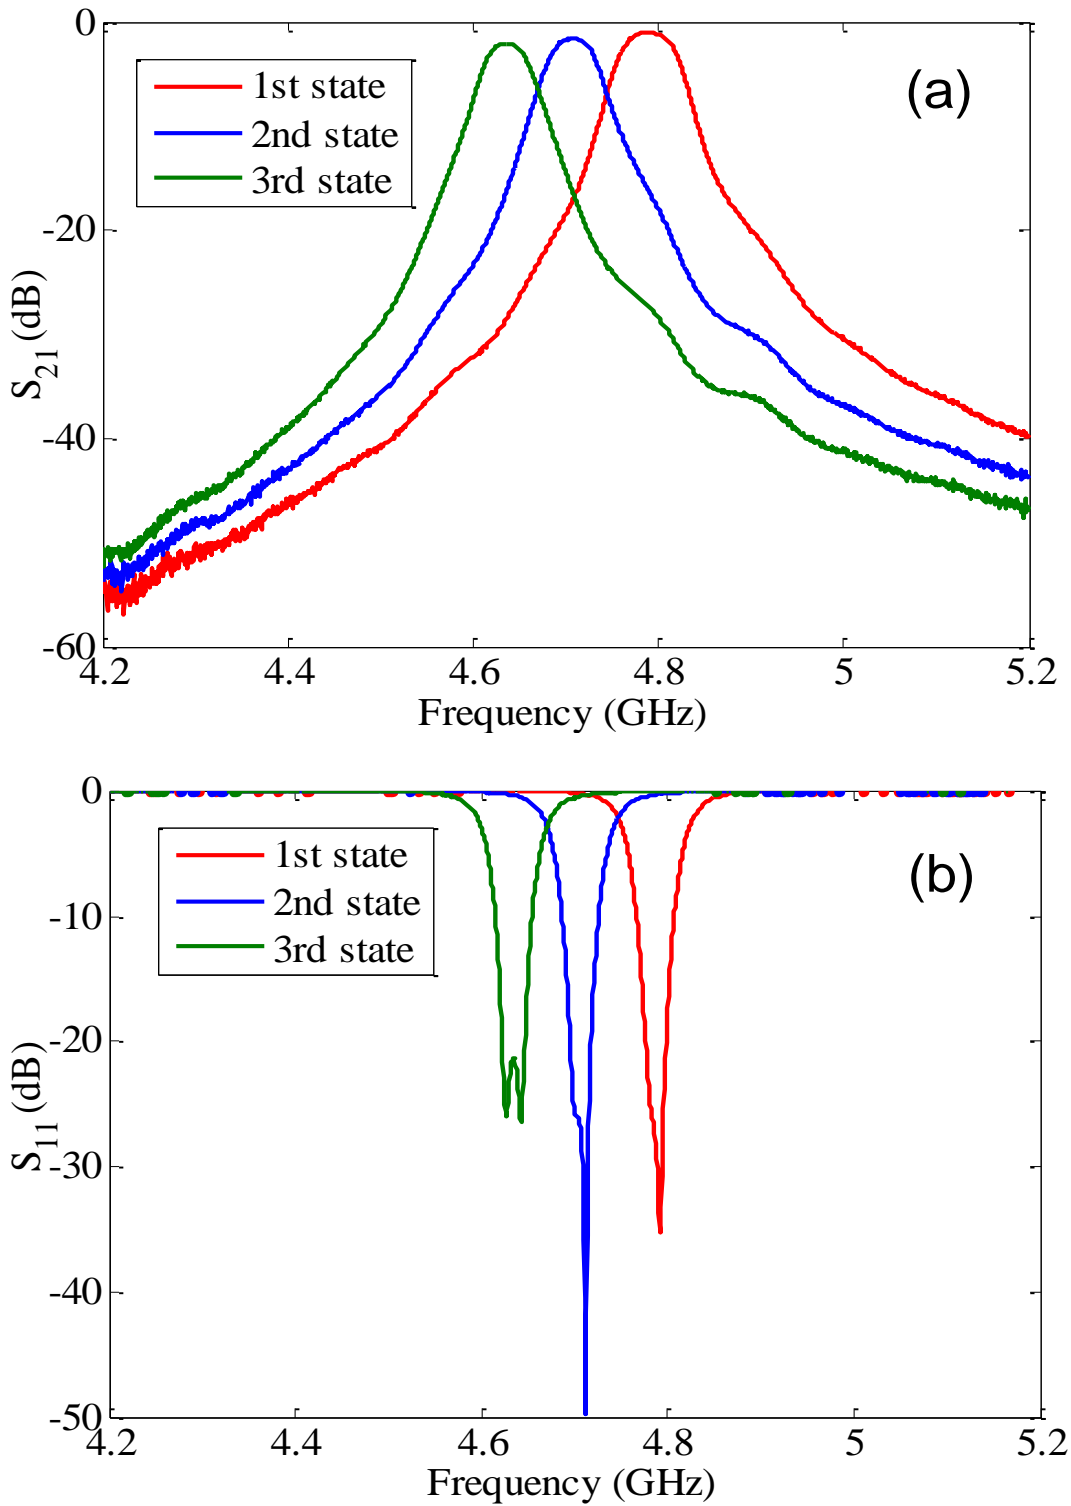 0
-20
-40
-60
S21 (dB)
1st state
2nd state
3rd state
(a)
4.2 4.4 4.6 4.8 5 5.2
Frequency (GHz)
0
-10
-20
-30
-40
-50
S11 (dB)
1st state
2nd state
3rd state
(b)
4.2 4.4 4.6 4.8 5 5.2
Frequency (GHz)